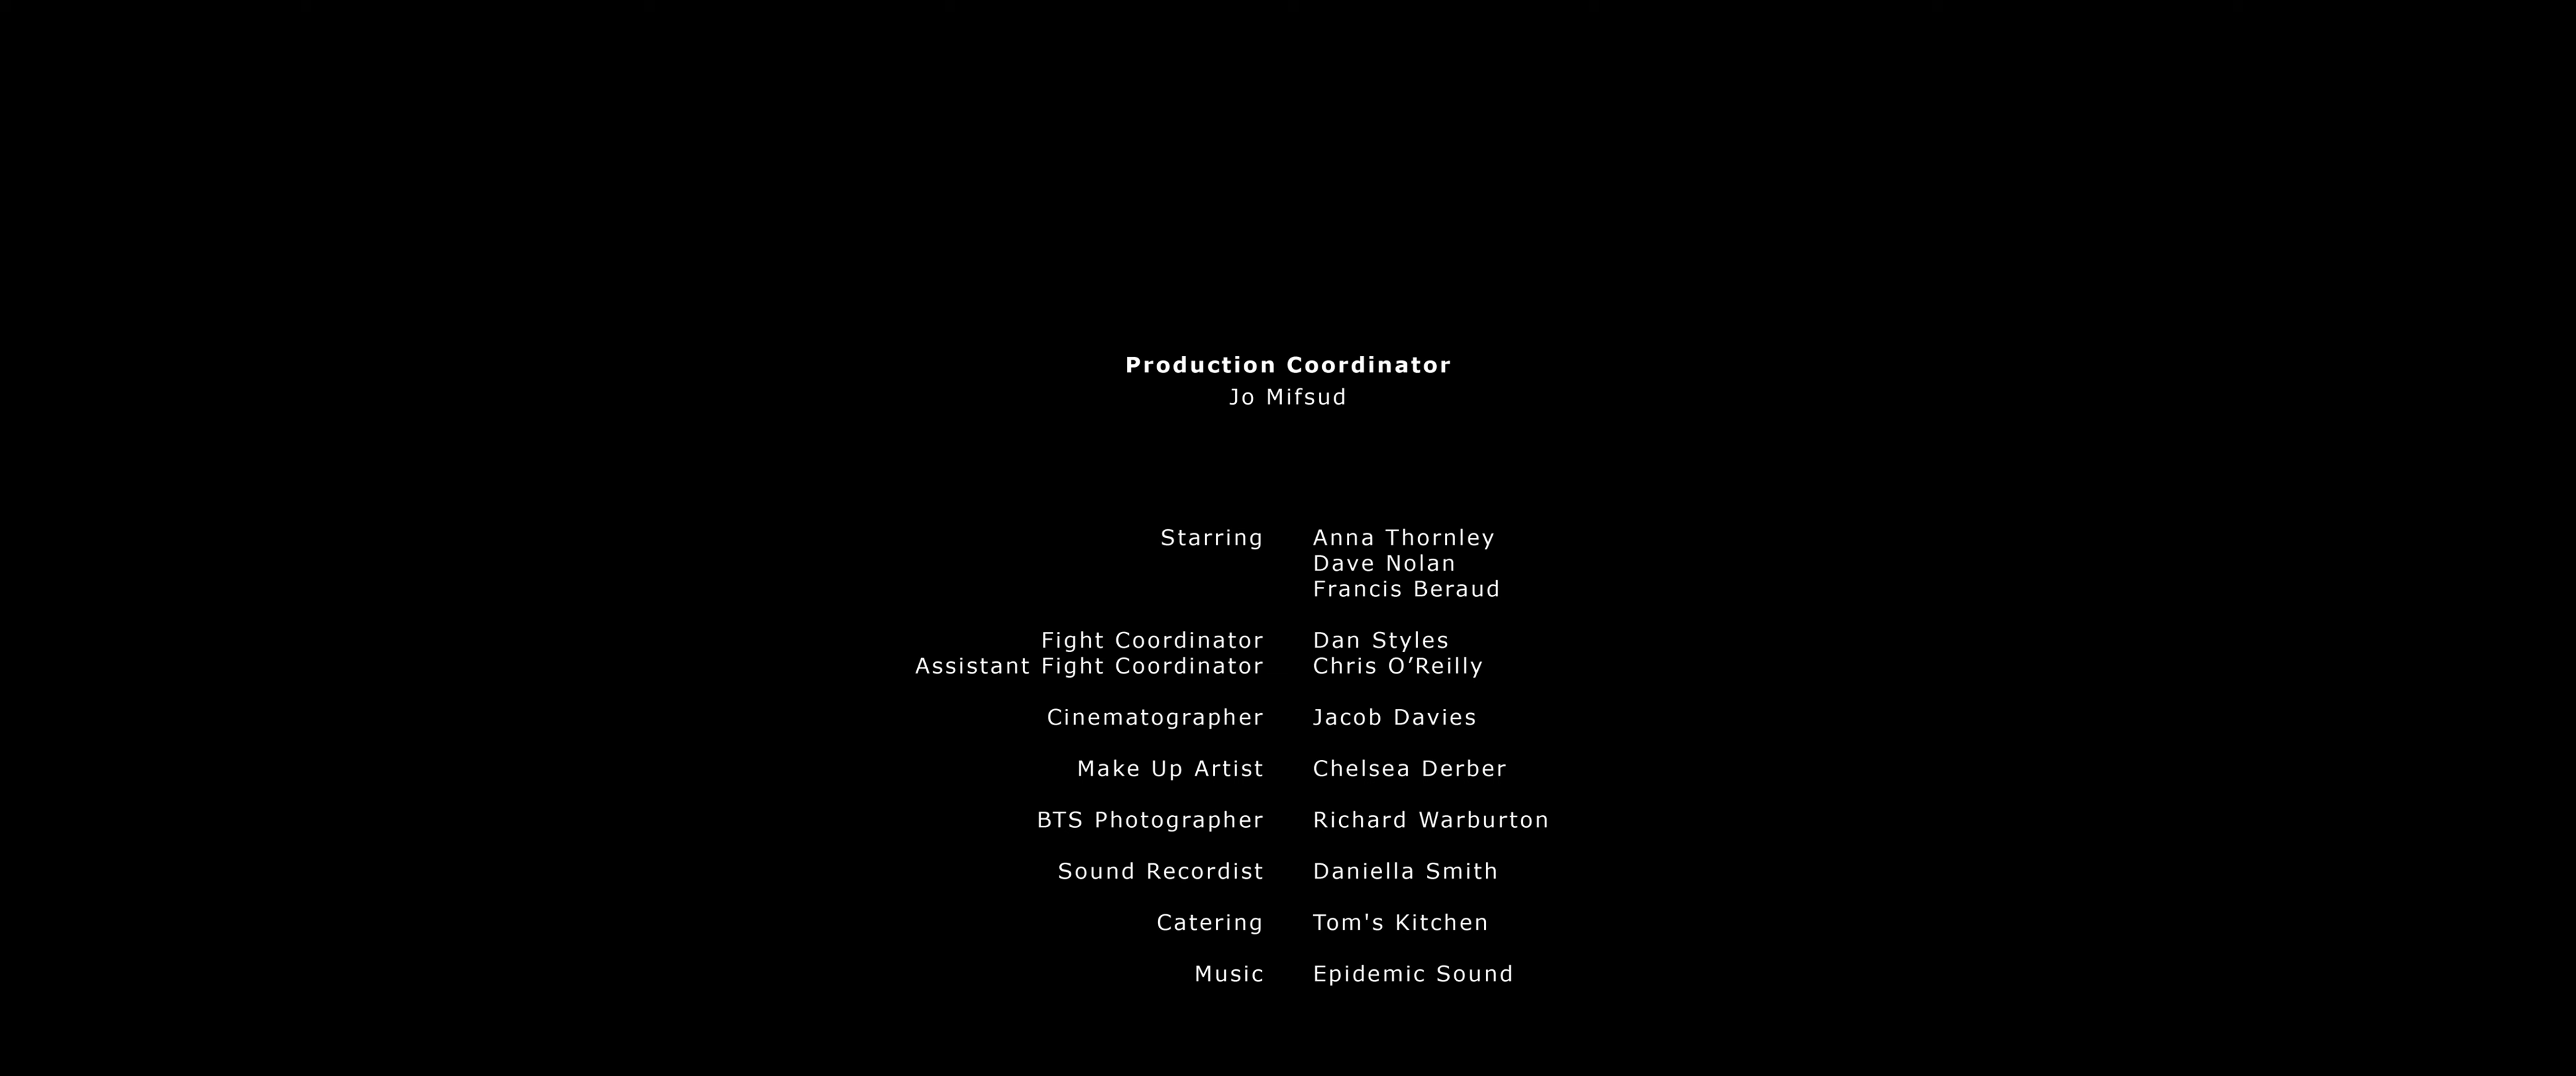 Production Coordinator
Jo Mifsud
Starring Anna Thornley
Dave Nolan
Francis Beraud
Fight Coordinator Dan Styles
Assistant Fight Coordinator Chris O’Reilly
Cinematographer Jacob Davies
Make Up Artist Chelsea Derber
BTS Photographer Richard Warburton
Sound Recordist Daniella Smith
Catering Tom's Kitchen
Music Epidemic Sound